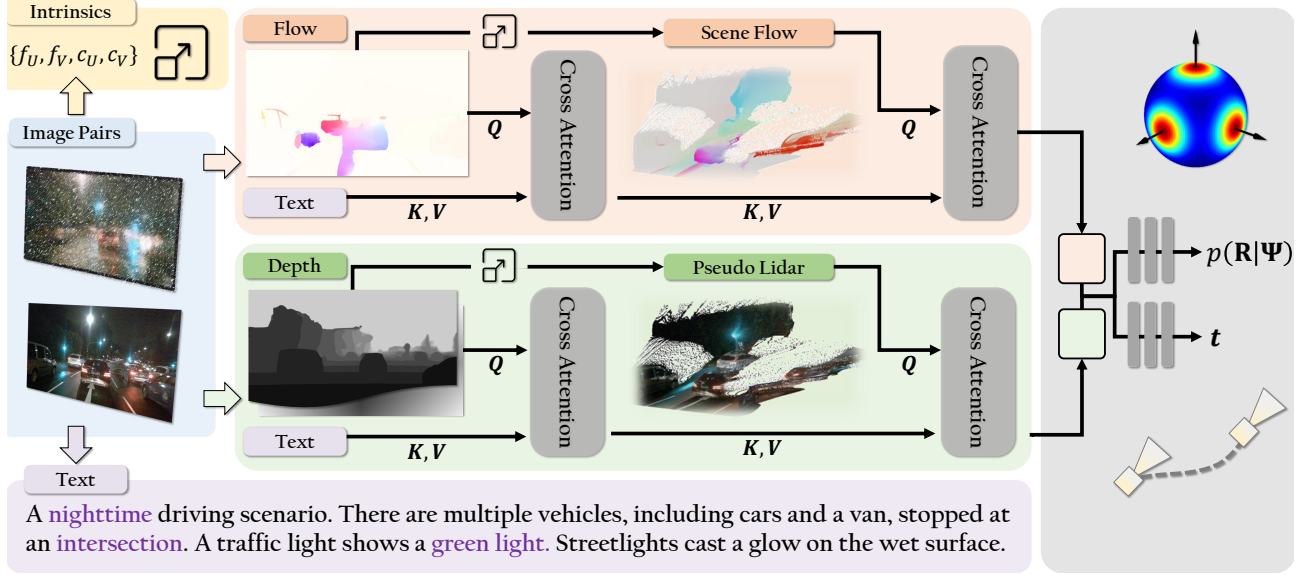 Intrinsics
{f_U, f_V, c_U, c_V}
Image Pairs
Flow
Scene Flow
Q
Cross Attention
Q
Cross Attention
Text
K, V
K, V
Depth
Pseudo Lidar
Q
Cross Attention
Q
Cross Attention
Text
K, V
K, V
p(R|Ψ)
t
Text
A nighttime driving scenario. There are multiple vehicles, including cars and a van, stopped at
an intersection. A traffic light shows a green light. Streetlights cast a glow on the wet surface.